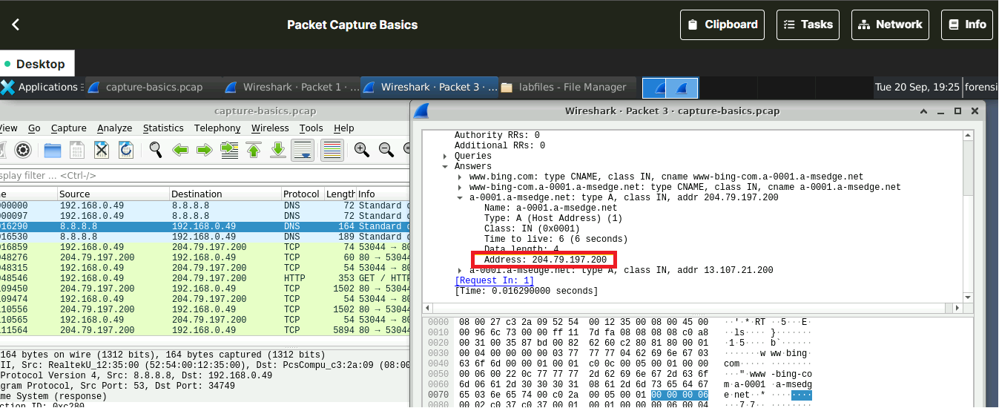 Packet Capture Basics
Clipboard
Tasks
Network
Info
Desktop
Applications
capture-basics.pcap
Wireshark · Packet 1 · ...
Wireshark · Packet 3 · ...
labfiles - File Manager
Tue 20 Sep, 19:25
forensi
capture-basics.pcap
View Go Capture Analyze Statistics Telephony Wireless Tools Help
splay filter ... <Ctrl-/>
e Source Destination Protocol Length Info
000000 192.168.0.49 8.8.8.8 DNS 72 Standard
000097 192.168.0.49 8.8.8.8 DNS 72 Standard
016290 8.8.8.8 192.168.0.49 DNS 164 Standard
016530 8.8.8.8 192.168.0.49 DNS 189 Standard
016859 192.168.0.49 204.79.197.200 TCP 74 53044 → 80
048276 204.79.197.200 192.168.0.49 TCP 60 80 → 53044
048450 192.168.0.49 204.79.197.200 TCP 54 53044 → 80
048546 192.168.0.49 204.79.197.200 HTTP 353 GET / HTTP
109450 204.79.197.200 192.168.0.49 TCP 1502 80 → 53044
109474 192.168.0.49 204.79.197.200 TCP 54 53044 → 80
110556 204.79.197.200 192.168.0.49 TCP 1502 80 → 53044
110565 192.168.0.49 204.79.197.200 TCP 54 53044 → 80
111564 204.79.197.200 192.168.0.49 TCP 5894 80 → 53044
164 bytes on wire (1312 bits), 164 bytes captured (1312 bits)
II, Src: RealtekU_12:35:00 (52:54:00:12:35:00), Dst: PcsCompu_c3:2a:09 (08:00
Protocol Version 4, Src: 8.8.8.8, Dst: 192.168.0.49
gram Protocol, Src Port: 53, Dst Port: 34749
me System (response)
ction ID: 0xc280
Wireshark · Packet 3 · capture-basics.pcap
Authority RRs: 0
Additional RRs: 0
Queries
Answers
www.bing.com: type CNAME, class IN, cname www-bing-com.a-0001.a-msedge.net
www-bing-com.a-0001.a-msedge.net: type CNAME, class IN, cname a-0001.a-msedge.net
a-0001.a-msedge.net: type A, class IN, addr 204.79.197.200
Name: a-0001.a-msedge.net
Type: A (Host Address) (1)
Class: IN (0x0001)
Time to live: 6 (6 seconds)
Data length: 4
Address: 204.79.197.200
a-0001.a-msedge.net: type A, class IN, addr 13.107.21.200
[Request In: 1]
[Time: 0.016290000 seconds]
0000 08 00 27 c3 2a 09 52 54 00 12 35 00 08 00 45 00 ··'·*·RT ··5···E·
0010 00 96 6c 73 00 00 ff 11 7d fa 08 08 08 08 c0 a8 ··ls···· }·······
0020 00 31 00 35 87 bd 00 82 62 60 c2 80 81 80 00 01 ·1·5···· b`······
0030 00 04 00 00 00 00 03 77 77 77 04 62 69 6e 67 03 ·······w ww·bing·
0040 63 6f 6d 00 00 01 00 01 c0 0c 00 05 00 01 00 00 com····· ········
0050 00 06 00 22 0c 77 77 77 2d 62 69 6e 67 2d 63 6f ···"·www -bing-co
0060 6d 06 61 2d 30 30 30 31 08 61 2d 6d 73 65 64 67 m·a-0001 ·a-msedg
0070 65 03 6e 65 74 00 c0 2a 00 05 00 01 00 00 00 06 e·net··* ········
0080 00 02 c0 37 c0 37 00 01 00 01 00 00 00 06 00 04 ···7·7·· ········